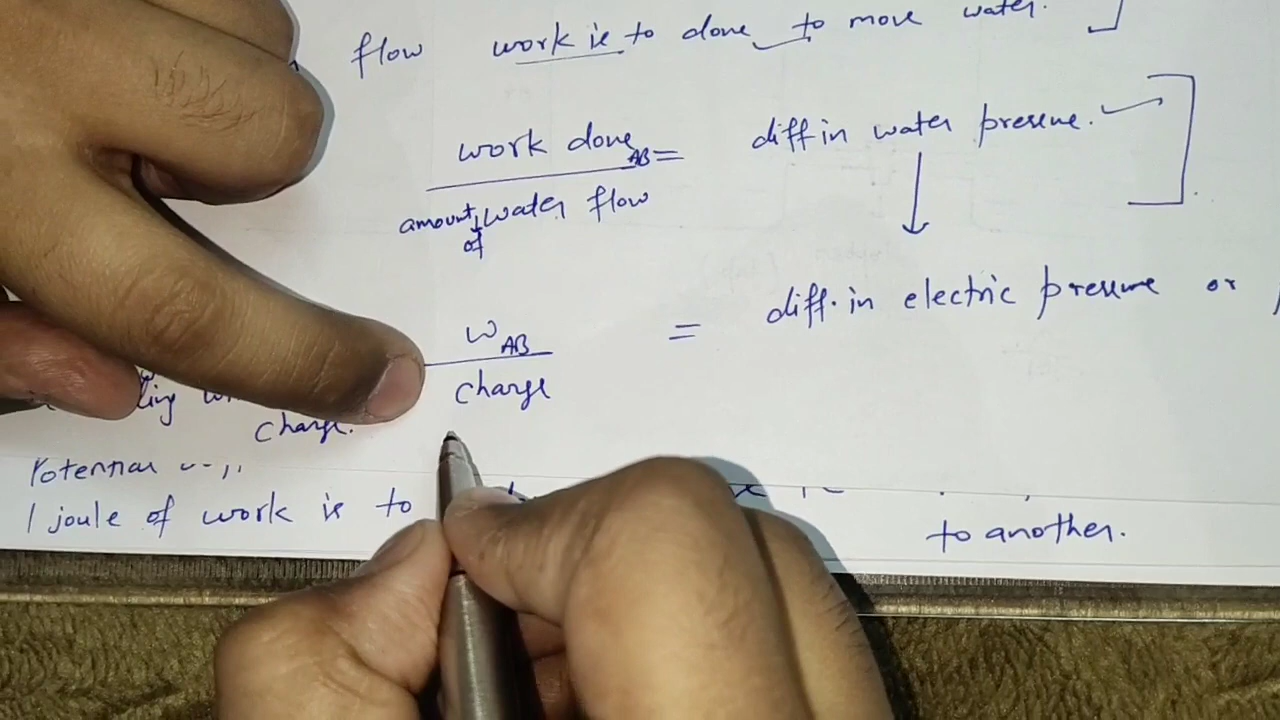 flow work is to done to move water.
work done AB = diff in water pressure.
amount of water flow
W AB = diff. in electric pressure or
charge
charge.
Potential
1 joule of work is to
to another.